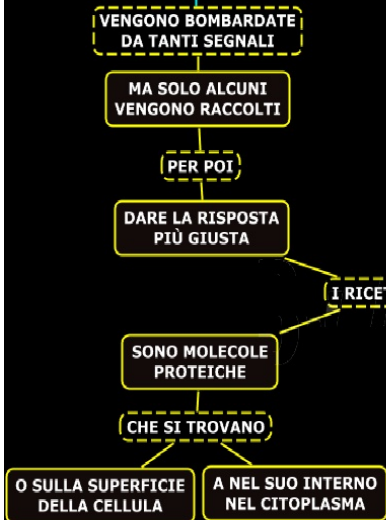 VENGONO BOMBARDATE
DA TANTI SEGNALI
MA SOLO ALCUNI
VENGONO RACCOLTI
PER POI
DARE LA RISPOSTA
PIÙ GIUSTA
I RICET
SONO MOLECOLE
PROTEICHE
CHE SI TROVANO
O SULLA SUPERFICIE
DELLA CELLULA
A NEL SUO INTERNO
NEL CITOPLASMA